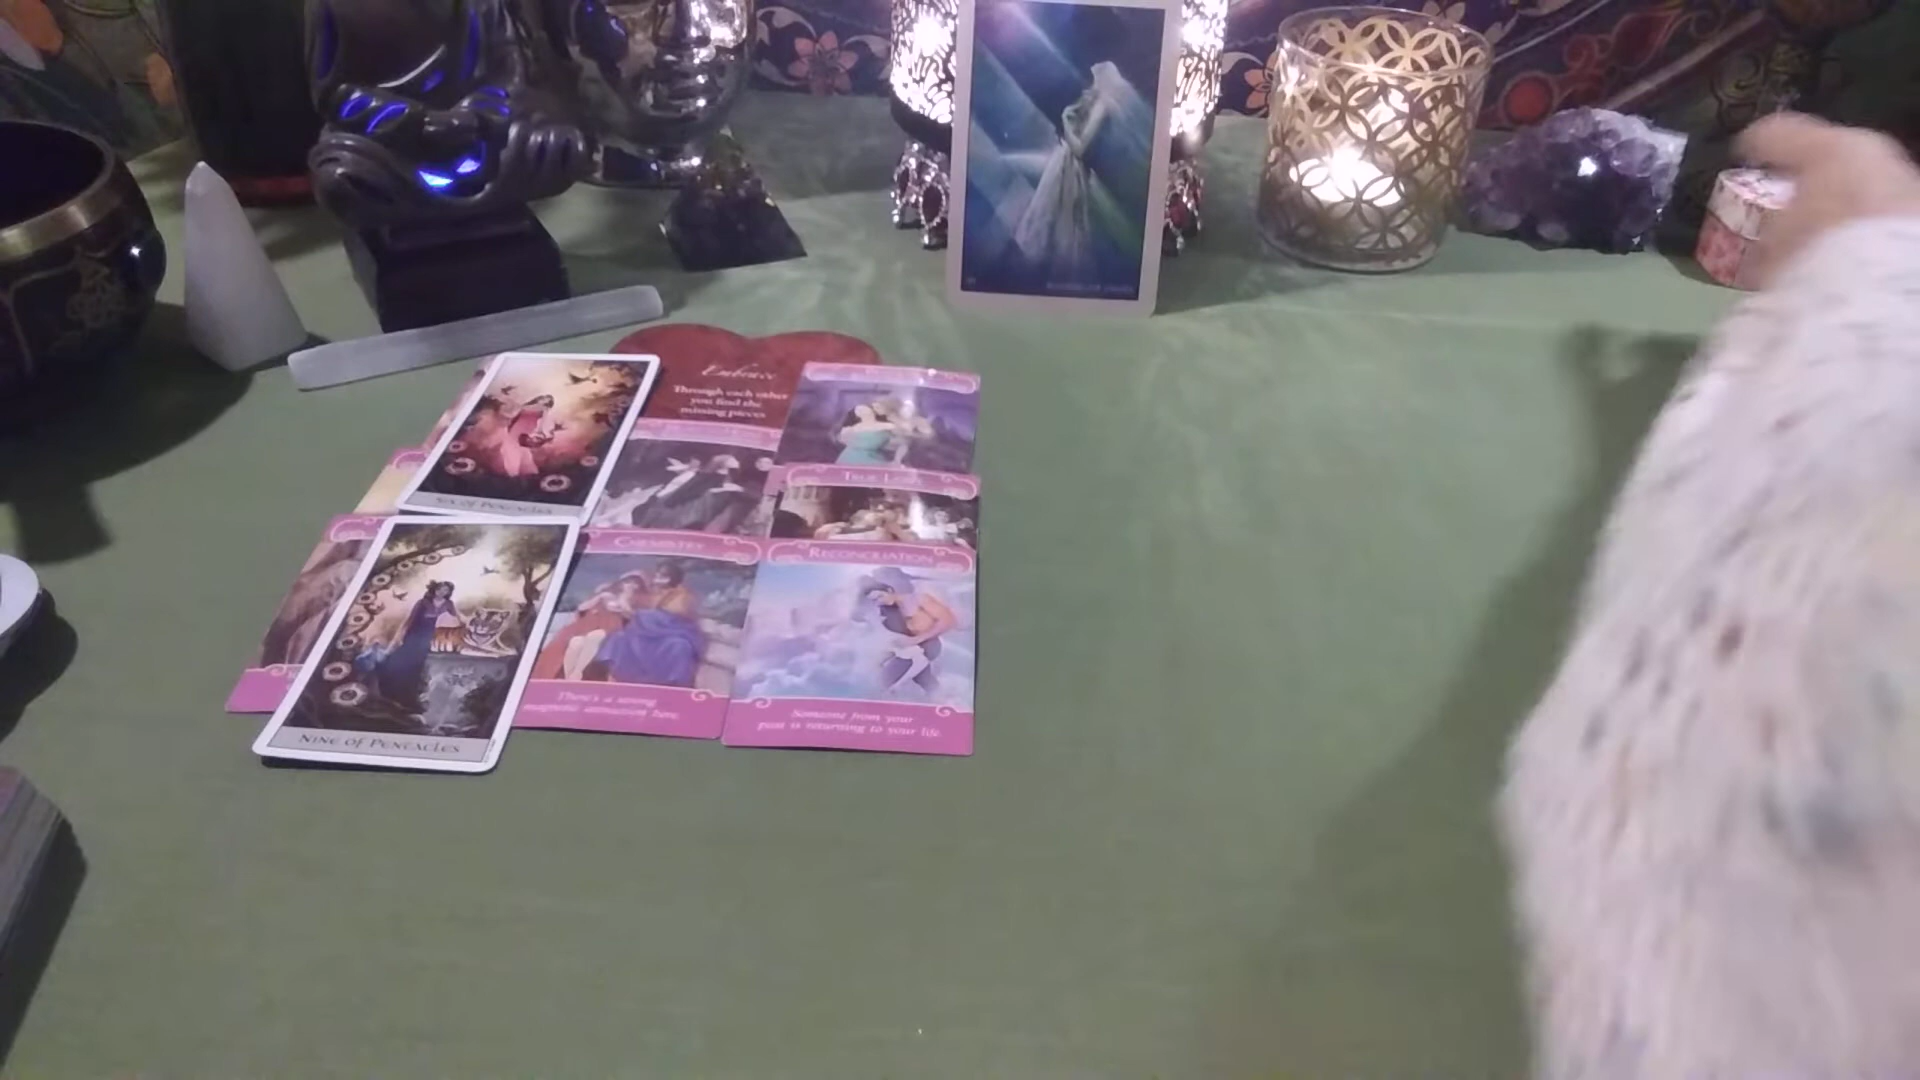 Embrace
Through each other
you find the
missing pieces
Six of Pentacles
True Love
Chemistry
Reconciliation
There's a strong
magnetic attraction here.
Someone from your
past is returning to your life.
Nine of Pentacles